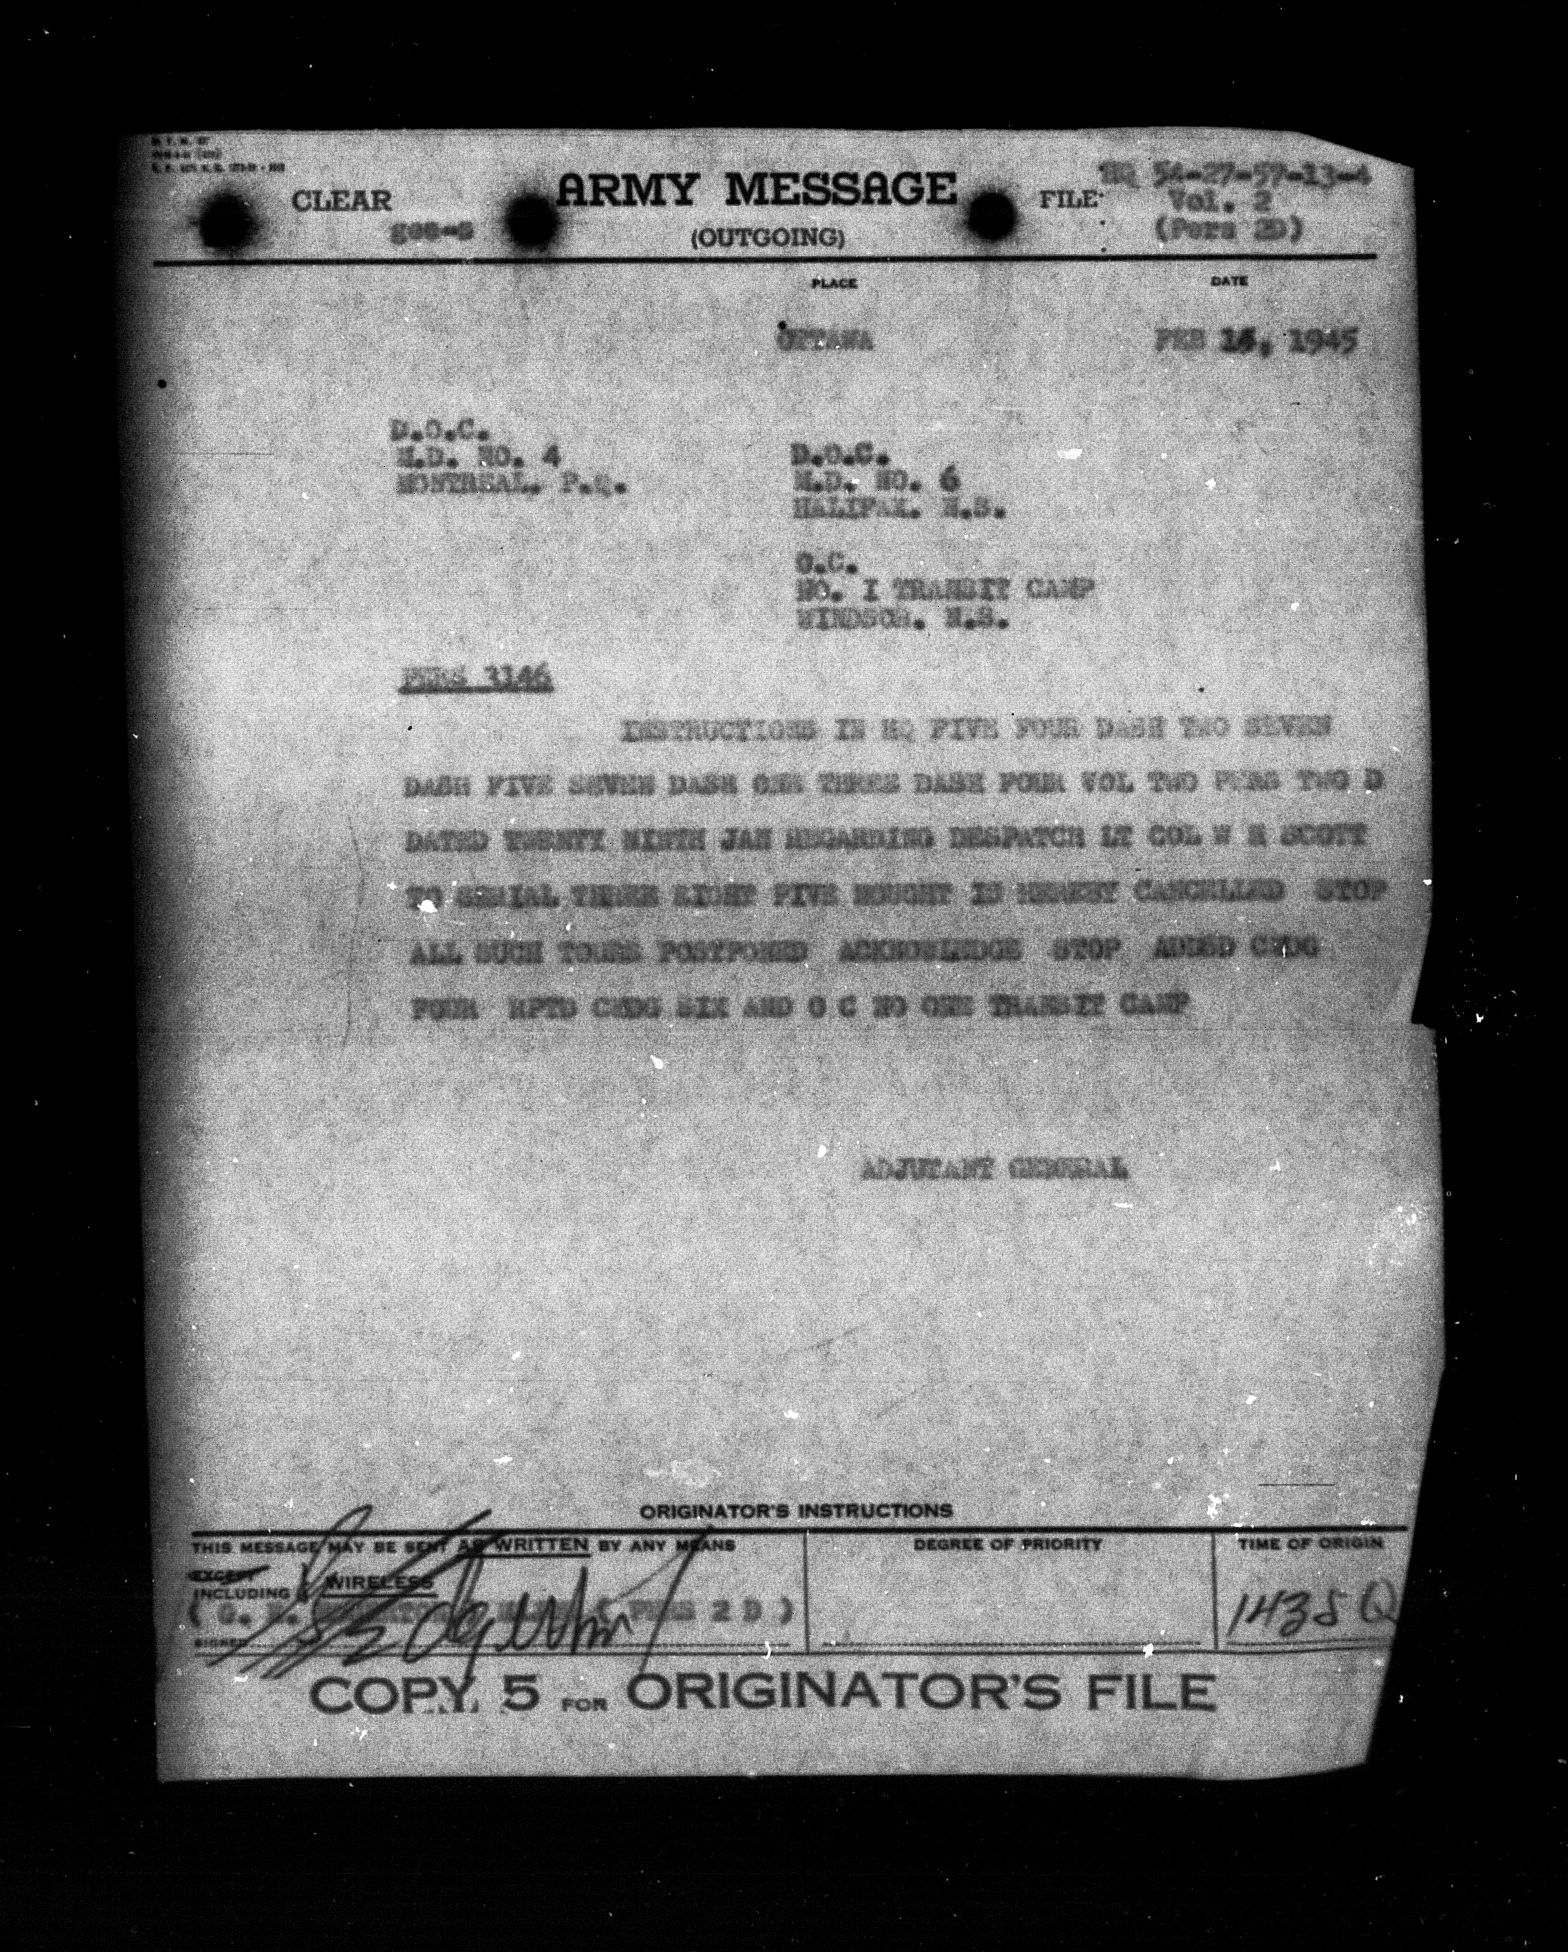 CLEAR
ARMY MESSAGE
(OUTGOING)
FILE
HQ 54-27-57-13-4
Vol. 2
(Pers 2D)
PLACE
DATE
OTTAWA
FEB 1, 1945
D.O.C.
M.D. NO. 4
MONTREAL. P.Q.
D.O.C.
M.D. NO. 6
HALIFAX. N.S.
O.C.
NO. I TRANSIT CAMP
WINDSOR. N.S.
PERS 3146
INSTRUCTIONS IN HQ FIVE FOUR DASH TWO SEVEN
DASH FIVE SEVEN DASH ONE THREE DASH FOUR VOL TWO PERS TWO D
DATED TWENTY NINTH JAN REGARDING DESPATCH LT COL W SCOTT
TO SERIAL THREE EIGHT FIVE NOUGHT IS HEREBY CANCELLED STOP
ALL SUCH TOURS POSTPONED ACKNOWLEDGE STOP ADDSD CMDG
FOUR RPTD CMDG SIX AND O C NO ONE TRANSIT CAMP
ADJUTANT GENERAL
ORIGINATOR'S INSTRUCTIONS
THIS MESSAGE MAY BE SENT AS WRITTEN BY ANY MEANS
EXCEPT
INCLUDING WIRELESS
( PERS 2 D )
SIGNED
DEGREE OF PRIORITY
TIME OF ORIGIN
1435 Q
COPY 5 FOR ORIGINATOR'S FILE